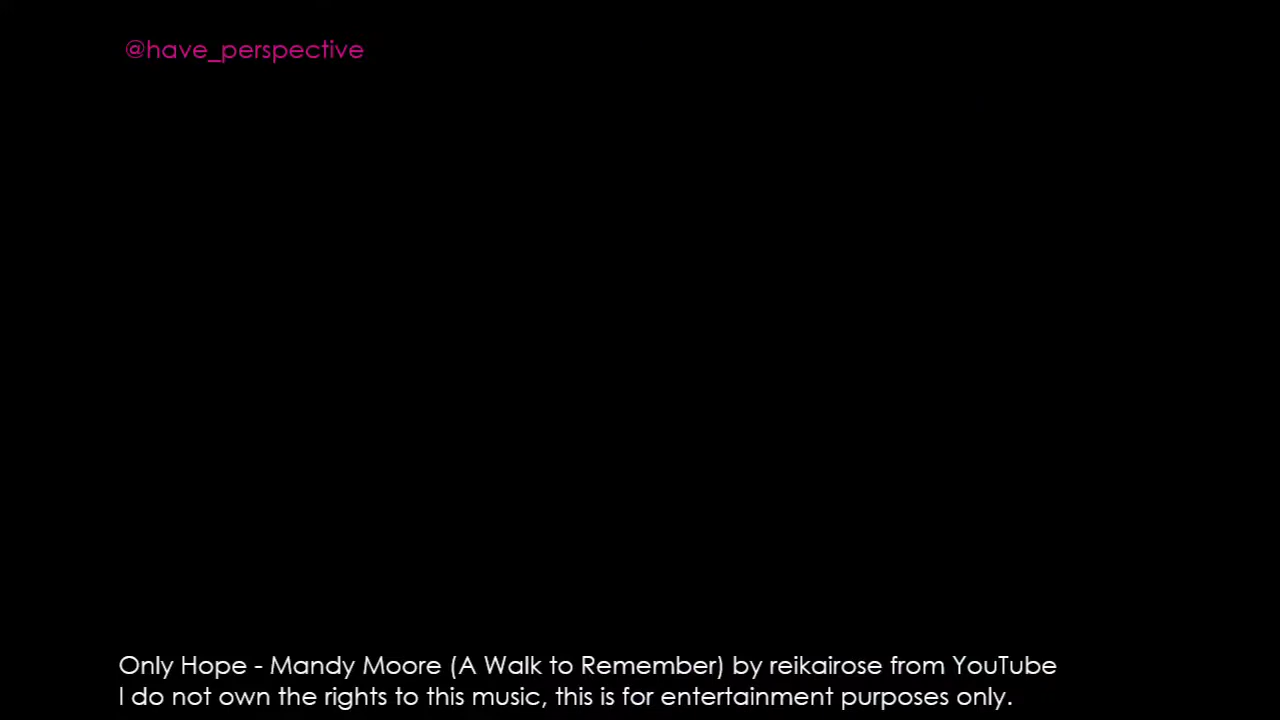 @have_perspective
Only Hope - Mandy Moore (A Walk to Remember) by reikairose from YouTube
I do not own the rights to this music, this is for entertainment purposes only.